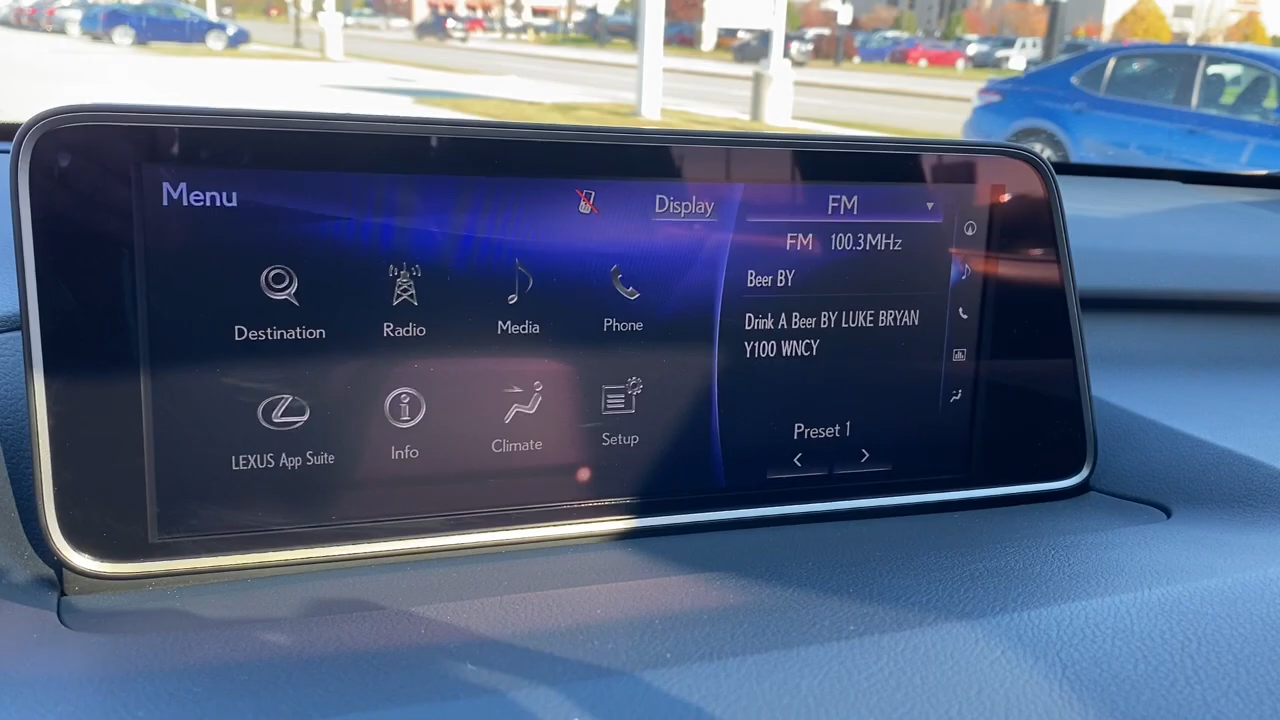 Menu
Display
FM
FM 100.3MHz
Beer BY
Drink A Beer BY LUKE BRYAN
Y100 WNCY
Preset 1
Destination
Radio
Media
Phone
LEXUS App Suite
Info
Climate
Setup